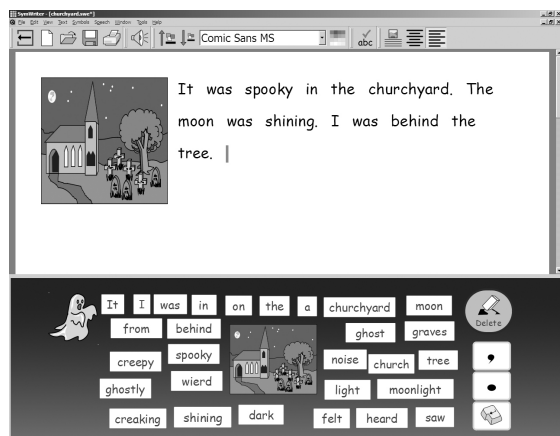 SymWriter - [churchyard.swe*]
File Edit View Text Symbols Speech Window Tools Help
Comic Sans MS
abc
It was spooky in the churchyard. The
moon was shining. I was behind the
tree.
It I was in on the a churchyard moon
from behind ghost graves
creepy spooky noise church tree
ghostly wierd light moonlight
creaking shining dark felt heard saw
Delete
,
.